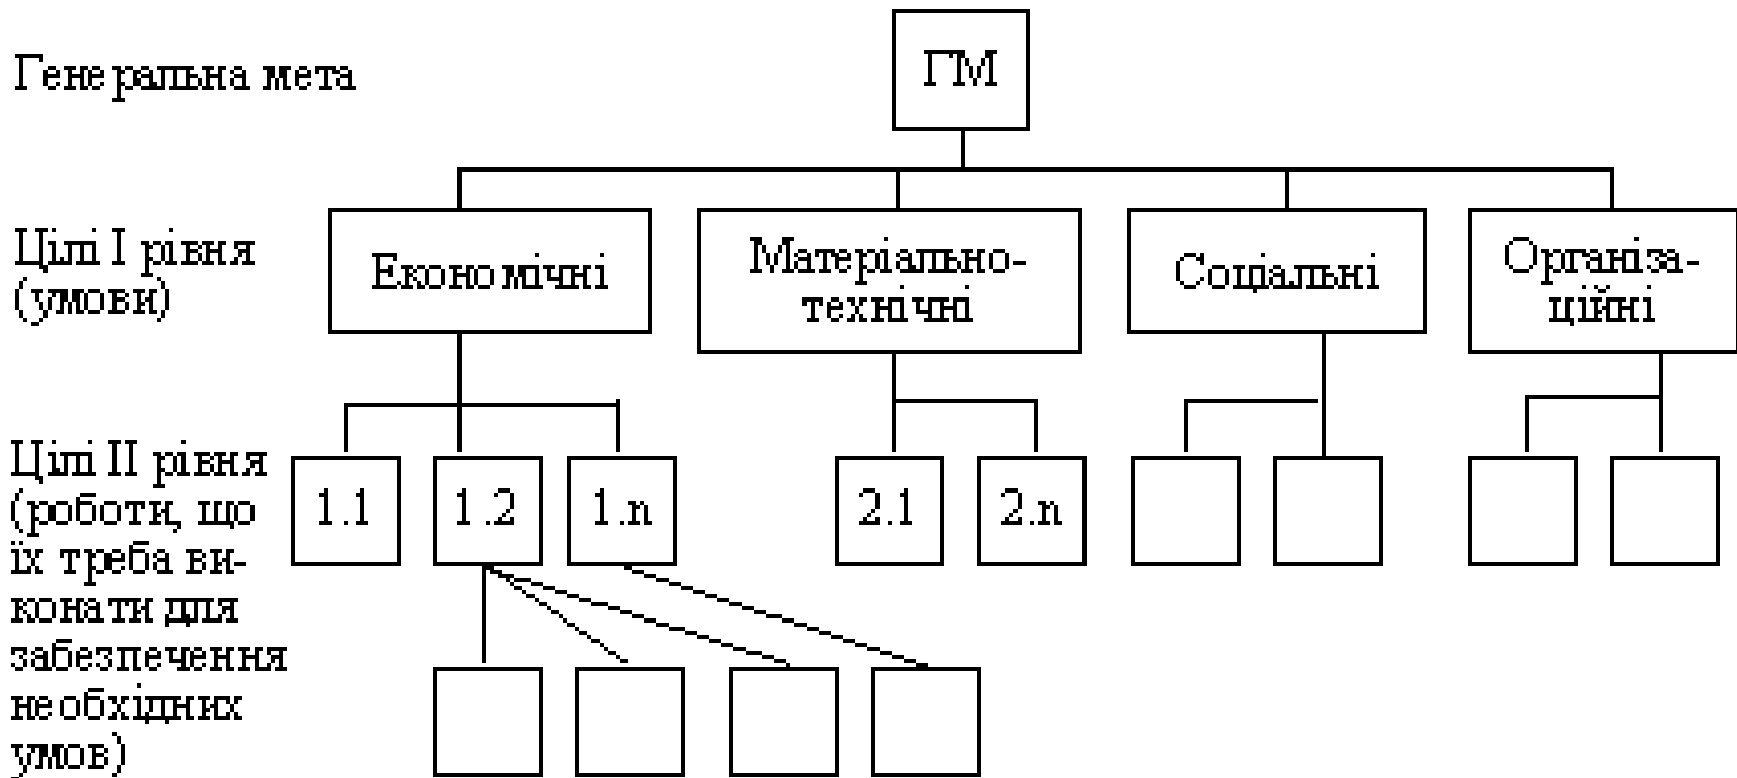 Генеральна мета
ГМ
Цілі І рівня
(умови)
Економічні
Матеріально-
технічні
Соціальні
Організа-
ційні
Цілі ІІ рівня
(роботи, що
їх треба ви-
конати для
забезпечення
необхідних
умов)
1.1
1.2
1.n
2.1
2.n